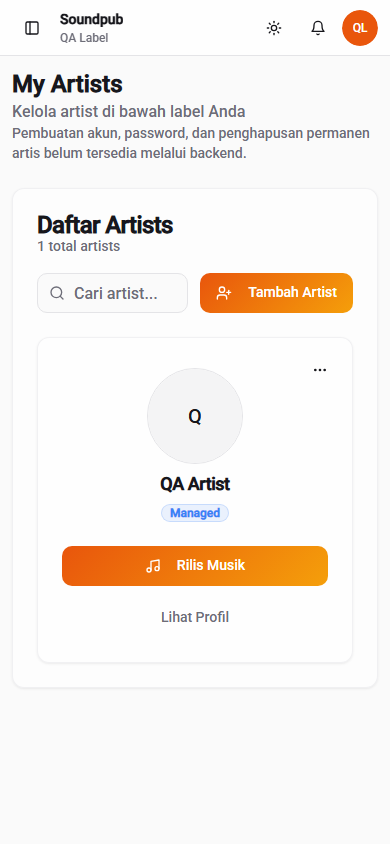 Soundpub
QA Label
QL
My Artists
Kelola artist di bawah label Anda
Pembuatan akun, password, dan penghapusan permanen
artis belum tersedia melalui backend.
Daftar Artists
1 total artists
Cari artist...
Tambah Artist
Q
QA Artist
Managed
Rilis Musik
Lihat Profil